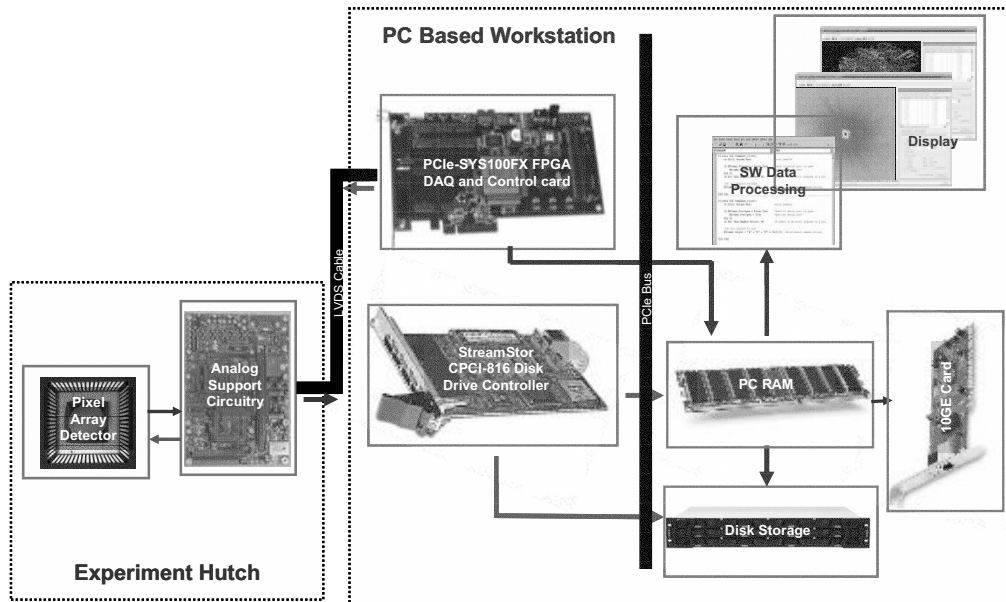 PC Based Workstation
PCIe-SYS100FX FPGA
DAQ and Control card
SW Data
Processing
Display
LVDS Cable
PCIe Bus
StreamStor
CPCI-816 Disk
Drive Controller
Analog
Support
Circuitry
Pixel
Array
Detector
PC RAM
10GE Card
Disk Storage
Experiment Hutch